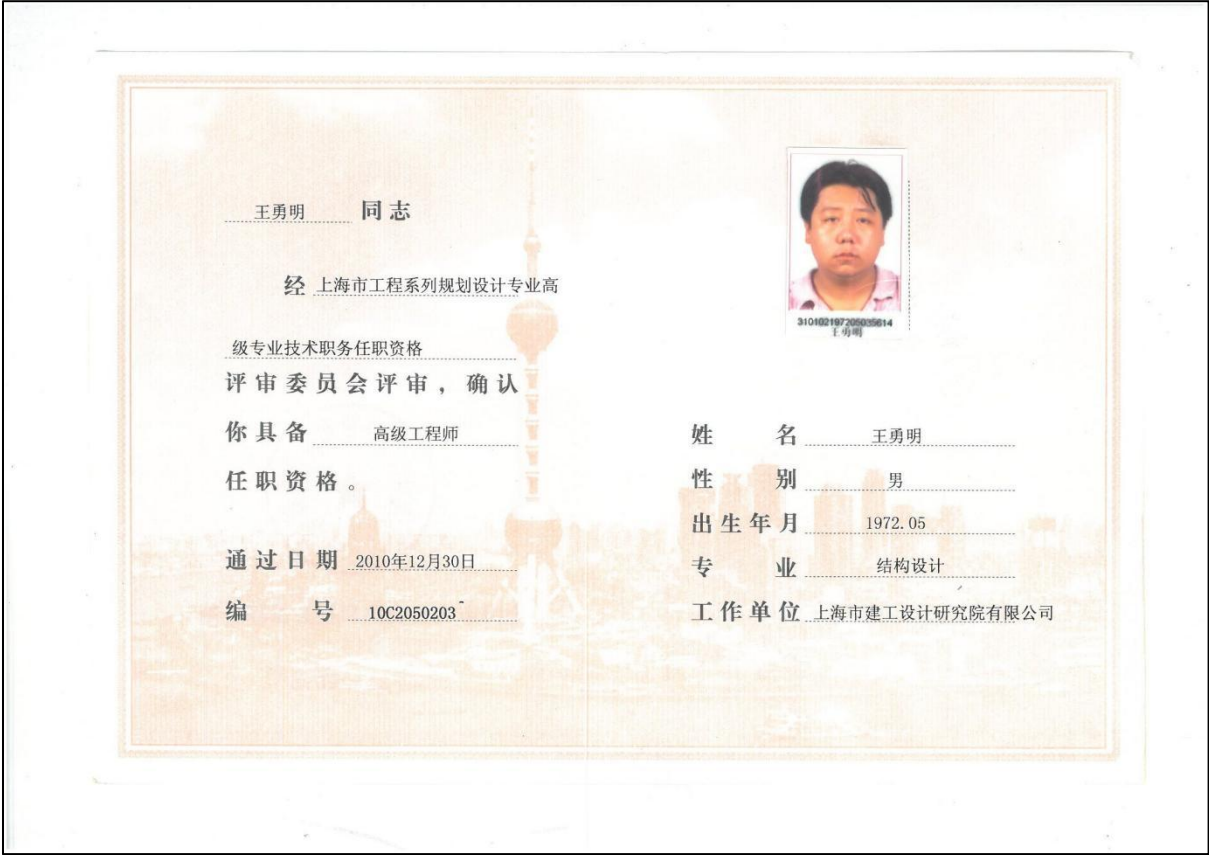 王勇明 同志
经 上海市工程系列规划设计专业高
级专业技术职务任职资格
评审委员会评审，确认
你具备 高级工程师
任职资格。
通过日期 2010年12月30日
编 号 10C2050203
310102197205035614
王勇明
姓 名 王勇明
性 别 男
出生年月 1972.05
专 业 结构设计
工作单位 上海市建工设计研究院有限公司